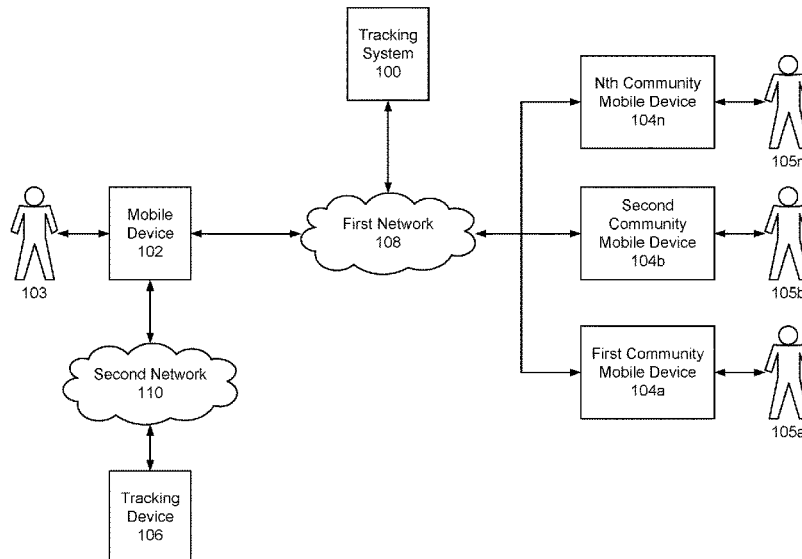 Tracking
System
100
Nth Community
Mobile Device
104n
105n
Mobile
Device
102
103
First Network
108
Second
Community
Mobile Device
104b
105b
Second Network
110
First Community
Mobile Device
104a
105a
Tracking
Device
106